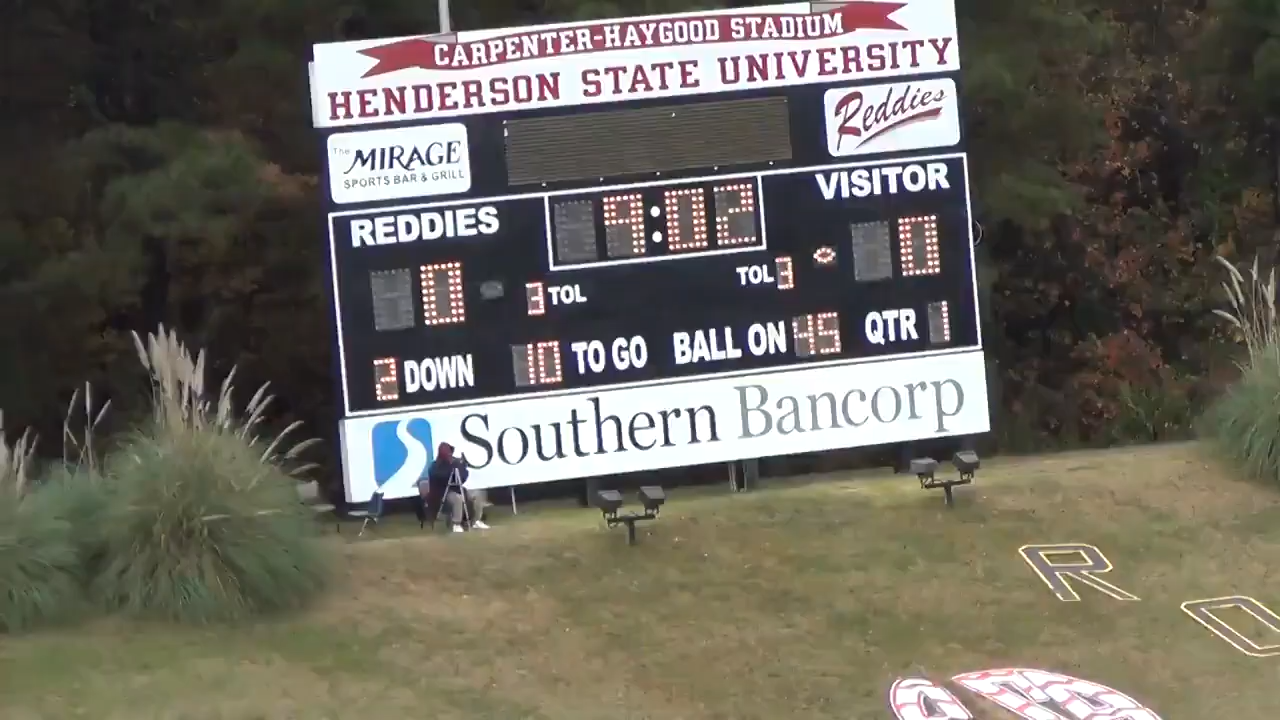 CARPENTER-HAYGOOD STADIUM
HENDERSON STATE UNIVERSITY
The MIRAGE
SPORTS BAR & GRILL
Reddies
REDDIES
9:02
VISITOR
0
3 TOL
TOL 3
0
2 DOWN
10 TO GO
BALL ON 45
QTR 1
Southern Bancorp
R